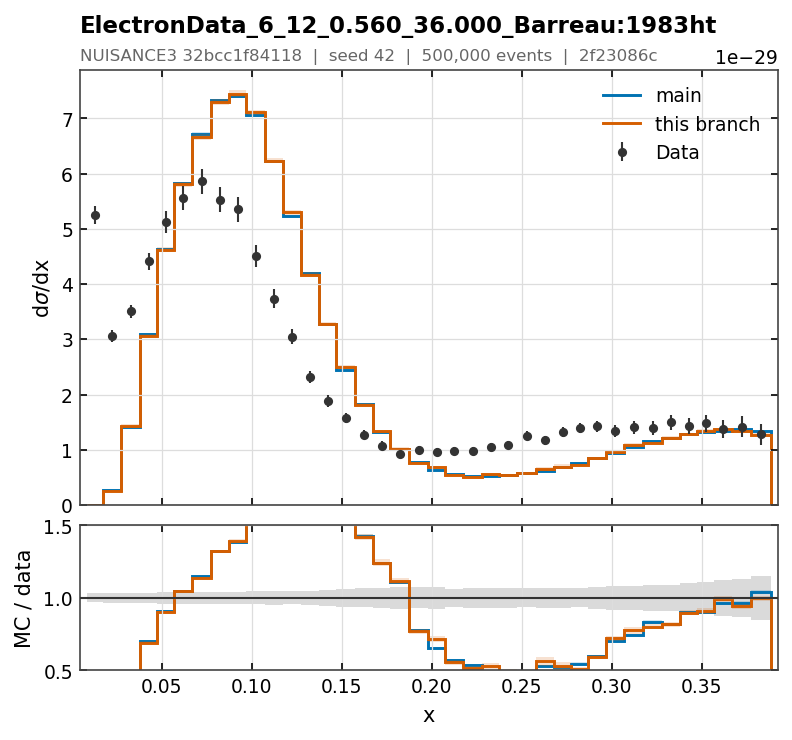 ElectronData_6_12_0.560_36.000_Barreau:1983ht
NUISANCE3 32bcc1f84118 | seed 42 | 500,000 events | 2f23086c
1e−29
main
this branch
Data
dσ/dx
7
6
5
4
3
2
1
0
MC / data
1.5
1.0
0.5
0.05 0.10 0.15 0.20 0.25 0.30 0.35
x